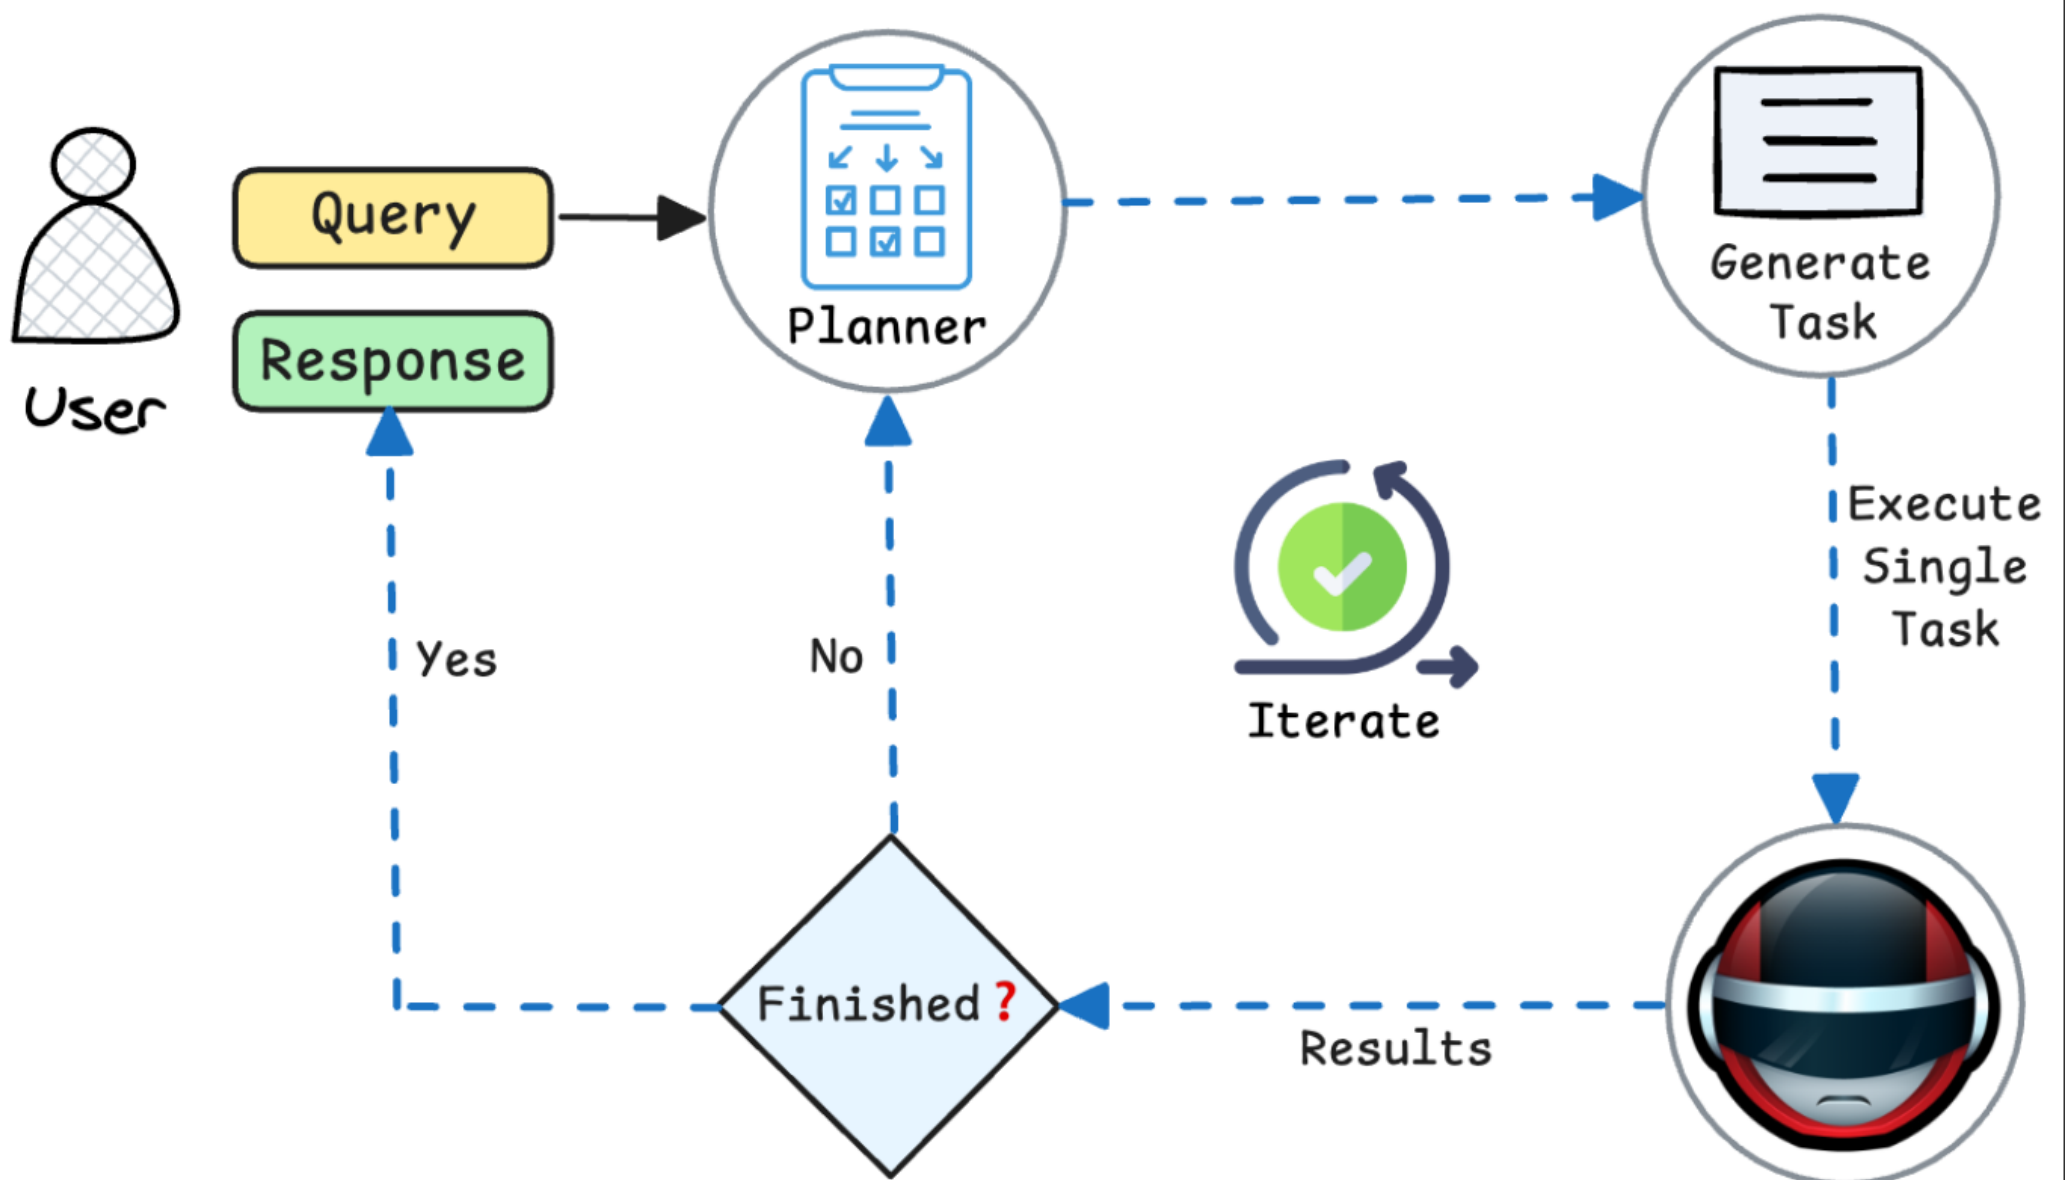 Query
Response
User
Planner
Generate
Task
Execute
Single
Task
Yes
No
Iterate
Finished ?
Results